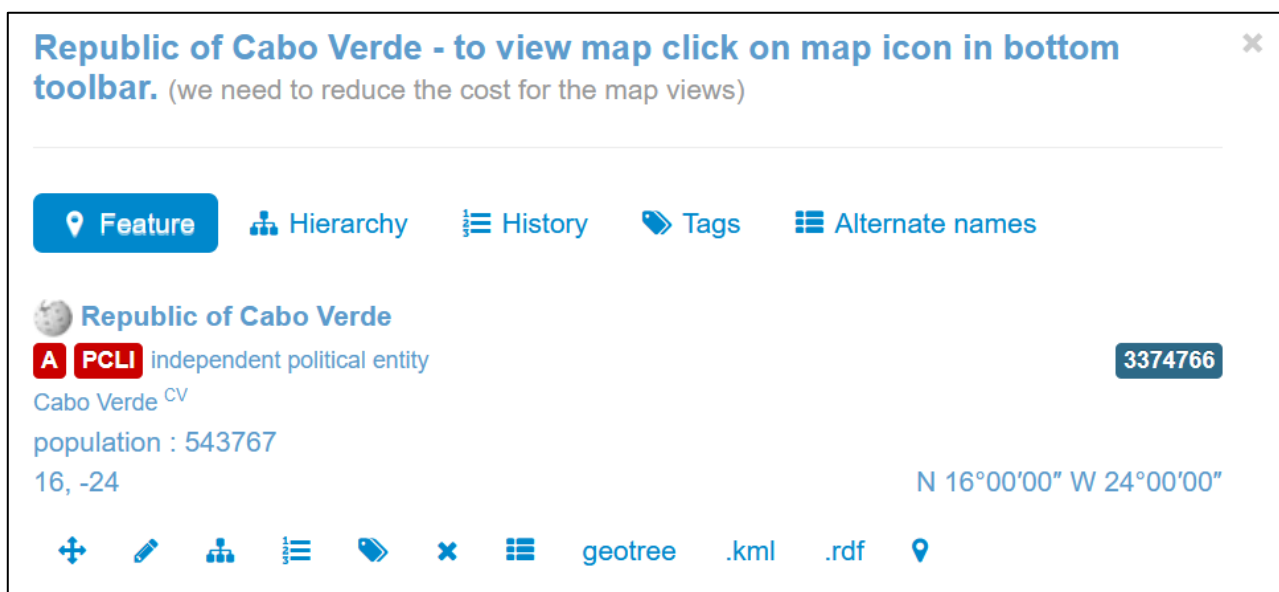 Republic of Cabo Verde - to view map click on map icon in bottom
toolbar. (we need to reduce the cost for the map views)
Feature Hierarchy History Tags Alternate names
Republic of Cabo Verde
A PCLI independent political entity 3374766
Cabo Verde CV
population : 543767
16, -24 N 16°00′00″ W 24°00′00″
geotree .kml .rdf